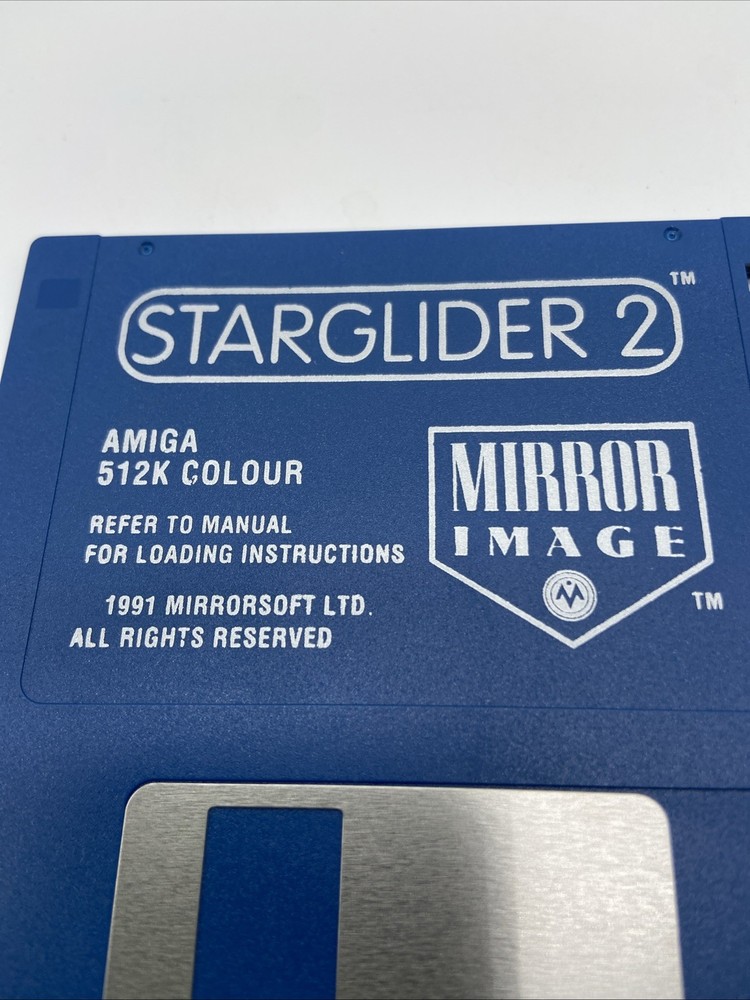 STARGLIDER 2 ™
AMIGA
512K COLOUR
REFER TO MANUAL
FOR LOADING INSTRUCTIONS
1991 MIRRORSOFT LTD.
ALL RIGHTS RESERVED
MIRROR
IMAGE
™